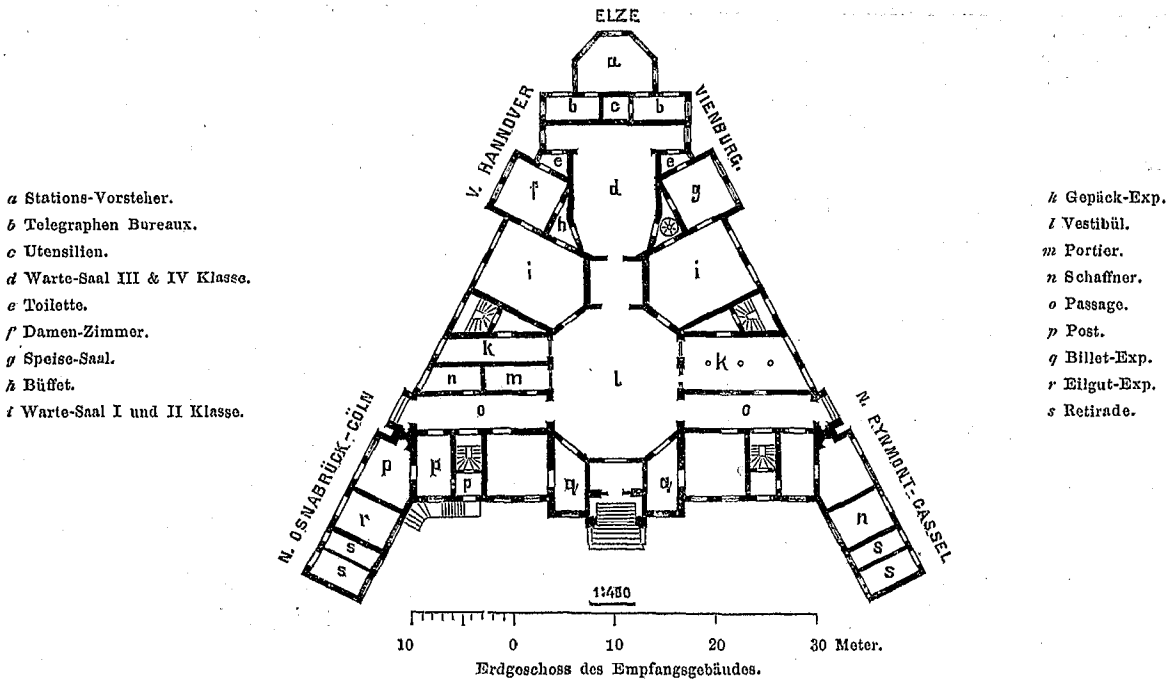 ELZE
V. HANNOVER
VIENBURG.
a
b c b
e e
f d g
h
i i
k k
n m
l
o o
p p p
q q
r n
s s
s s
N. OSNABRÜCK-CÖLN
N. PYRMONT-CASSEL
a Stations-Vorsteher.
b Telegraphen Bureaux.
c Utensilien.
d Warte-Saal III & IV Klasse.
e Toilette.
f Damen-Zimmer.
g Speise-Saal.
h Büffet.
i Warte-Saal I und II Klasse.
k Gepäck-Exp.
l Vestibül.
m Portier.
n Schaffner.
o Passage.
p Post.
q Billet-Exp.
r Eilgut-Exp.
s Retirade.
1:450
10 0 10 20 30 Meter.
Erdgeschoss des Empfangsgebäudes.